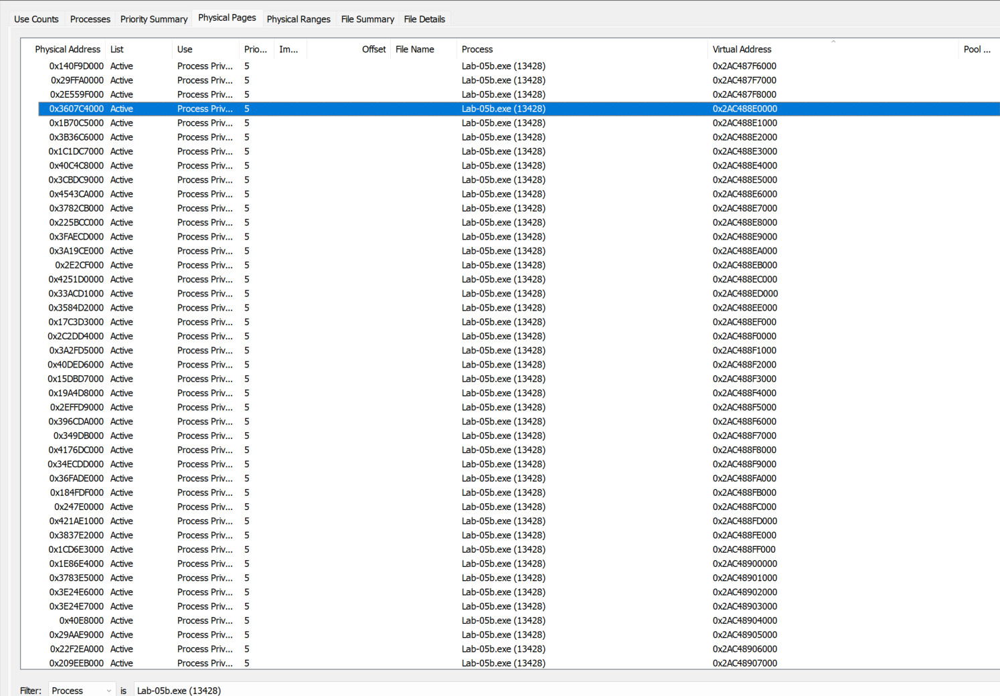 Use Counts Processes Priority Summary Physical Pages Physical Ranges File Summary File Details
Physical Address List Use Prio... Im... Offset File Name Process Virtual Address Pool ...
0x140F9D000 Active Process Priv... 5 Lab-05b.exe (13428) 0x2AC487F6000
0x29FFA0000 Active Process Priv... 5 Lab-05b.exe (13428) 0x2AC487F7000
0x2E559F000 Active Process Priv... 5 Lab-05b.exe (13428) 0x2AC487F8000
0x3607C4000 Active Process Priv... 5 Lab-05b.exe (13428) 0x2AC488E0000
0x1B70C5000 Active Process Priv... 5 Lab-05b.exe (13428) 0x2AC488E1000
0x3B36C6000 Active Process Priv... 5 Lab-05b.exe (13428) 0x2AC488E2000
0x1C1DC7000 Active Process Priv... 5 Lab-05b.exe (13428) 0x2AC488E3000
0x40C4C8000 Active Process Priv... 5 Lab-05b.exe (13428) 0x2AC488E4000
0x3CBDC9000 Active Process Priv... 5 Lab-05b.exe (13428) 0x2AC488E5000
0x4543CA000 Active Process Priv... 5 Lab-05b.exe (13428) 0x2AC488E6000
0x3782CB000 Active Process Priv... 5 Lab-05b.exe (13428) 0x2AC488E7000
0x225BCC000 Active Process Priv... 5 Lab-05b.exe (13428) 0x2AC488E8000
0x3FAECD000 Active Process Priv... 5 Lab-05b.exe (13428) 0x2AC488E9000
0x3A19CE000 Active Process Priv... 5 Lab-05b.exe (13428) 0x2AC488EA000
0x2E2CF000 Active Process Priv... 5 Lab-05b.exe (13428) 0x2AC488EB000
0x4251D0000 Active Process Priv... 5 Lab-05b.exe (13428) 0x2AC488EC000
0x33ACD1000 Active Process Priv... 5 Lab-05b.exe (13428) 0x2AC488ED000
0x3584D2000 Active Process Priv... 5 Lab-05b.exe (13428) 0x2AC488EE000
0x17C3D3000 Active Process Priv... 5 Lab-05b.exe (13428) 0x2AC488EF000
0x2C2DD4000 Active Process Priv... 5 Lab-05b.exe (13428) 0x2AC488F0000
0x3A2FD5000 Active Process Priv... 5 Lab-05b.exe (13428) 0x2AC488F1000
0x40DED6000 Active Process Priv... 5 Lab-05b.exe (13428) 0x2AC488F2000
0x15DBD7000 Active Process Priv... 5 Lab-05b.exe (13428) 0x2AC488F3000
0x19A4D8000 Active Process Priv... 5 Lab-05b.exe (13428) 0x2AC488F4000
0x2EFFD9000 Active Process Priv... 5 Lab-05b.exe (13428) 0x2AC488F5000
0x396CDA000 Active Process Priv... 5 Lab-05b.exe (13428) 0x2AC488F6000
0x349DB000 Active Process Priv... 5 Lab-05b.exe (13428) 0x2AC488F7000
0x4176DC000 Active Process Priv... 5 Lab-05b.exe (13428) 0x2AC488F8000
0x34ECDD000 Active Process Priv... 5 Lab-05b.exe (13428) 0x2AC488F9000
0x36FADE000 Active Process Priv... 5 Lab-05b.exe (13428) 0x2AC488FA000
0x184FDF000 Active Process Priv... 5 Lab-05b.exe (13428) 0x2AC488FB000
0x247E0000 Active Process Priv... 5 Lab-05b.exe (13428) 0x2AC488FC000
0x421AE1000 Active Process Priv... 5 Lab-05b.exe (13428) 0x2AC488FD000
0x3837E2000 Active Process Priv... 5 Lab-05b.exe (13428) 0x2AC488FE000
0x1CD6E3000 Active Process Priv... 5 Lab-05b.exe (13428) 0x2AC488FF000
0x1E86E4000 Active Process Priv... 5 Lab-05b.exe (13428) 0x2AC48900000
0x3783E5000 Active Process Priv... 5 Lab-05b.exe (13428) 0x2AC48901000
0x3E24E6000 Active Process Priv... 5 Lab-05b.exe (13428) 0x2AC48902000
0x3E24E7000 Active Process Priv... 5 Lab-05b.exe (13428) 0x2AC48903000
0x40E8000 Active Process Priv... 5 Lab-05b.exe (13428) 0x2AC48904000
0x29AAE9000 Active Process Priv... 5 Lab-05b.exe (13428) 0x2AC48905000
0x22F2EA000 Active Process Priv... 5 Lab-05b.exe (13428) 0x2AC48906000
0x209EEB000 Active Process Priv... 5 Lab-05b.exe (13428) 0x2AC48907000
Filter: Process is Lab-05b.exe (13428)